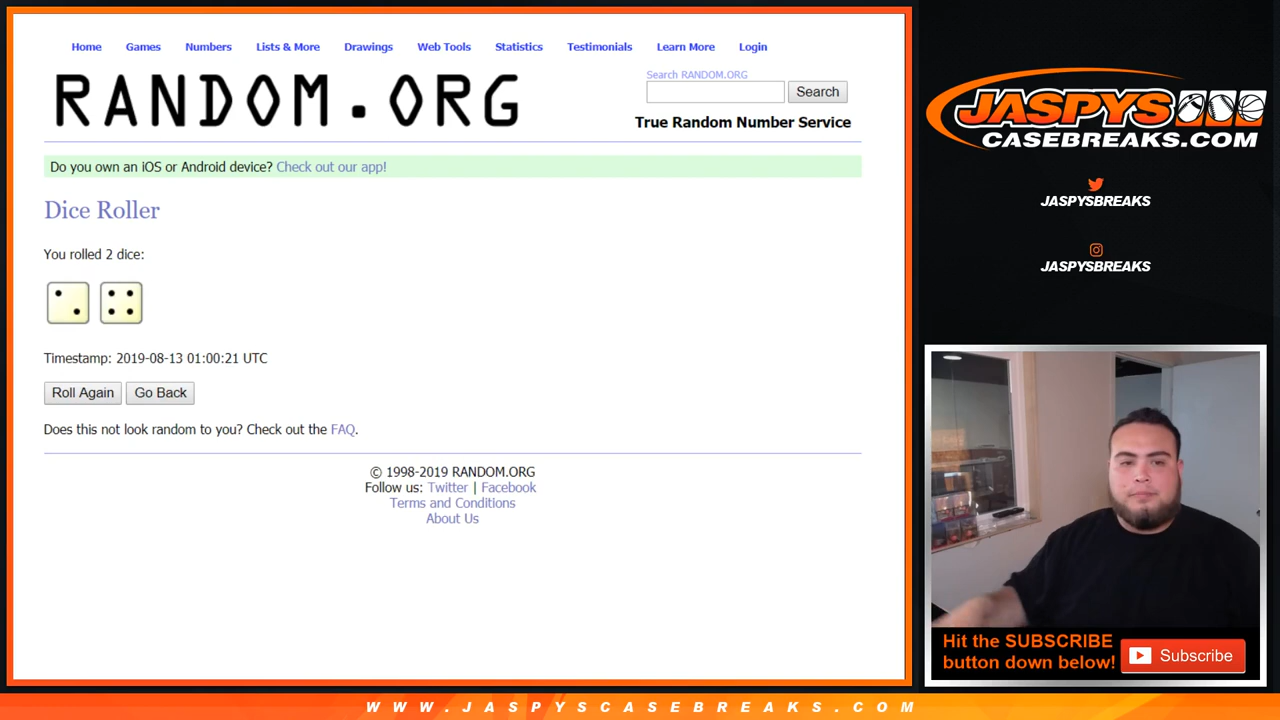 Home Games Numbers Lists & More Drawings Web Tools Statistics Testimonials Learn More Login
RANDOM.ORG
Search RANDOM.ORG
Search
True Random Number Service
Do you own an iOS or Android device? Check out our app!
Dice Roller
You rolled 2 dice:
Timestamp: 2019-08-13 01:00:21 UTC
Roll Again Go Back
Does this not look random to you? Check out the FAQ.
© 1998-2019 RANDOM.ORG
Follow us: Twitter | Facebook
Terms and Conditions
About Us
JASPYS
CASEBREAKS.COM
JASPYSBREAKS
JASPYSBREAKS
Hit the SUBSCRIBE
button down below!
Subscribe
WWW.JASPYSCASEBREAKS.COM